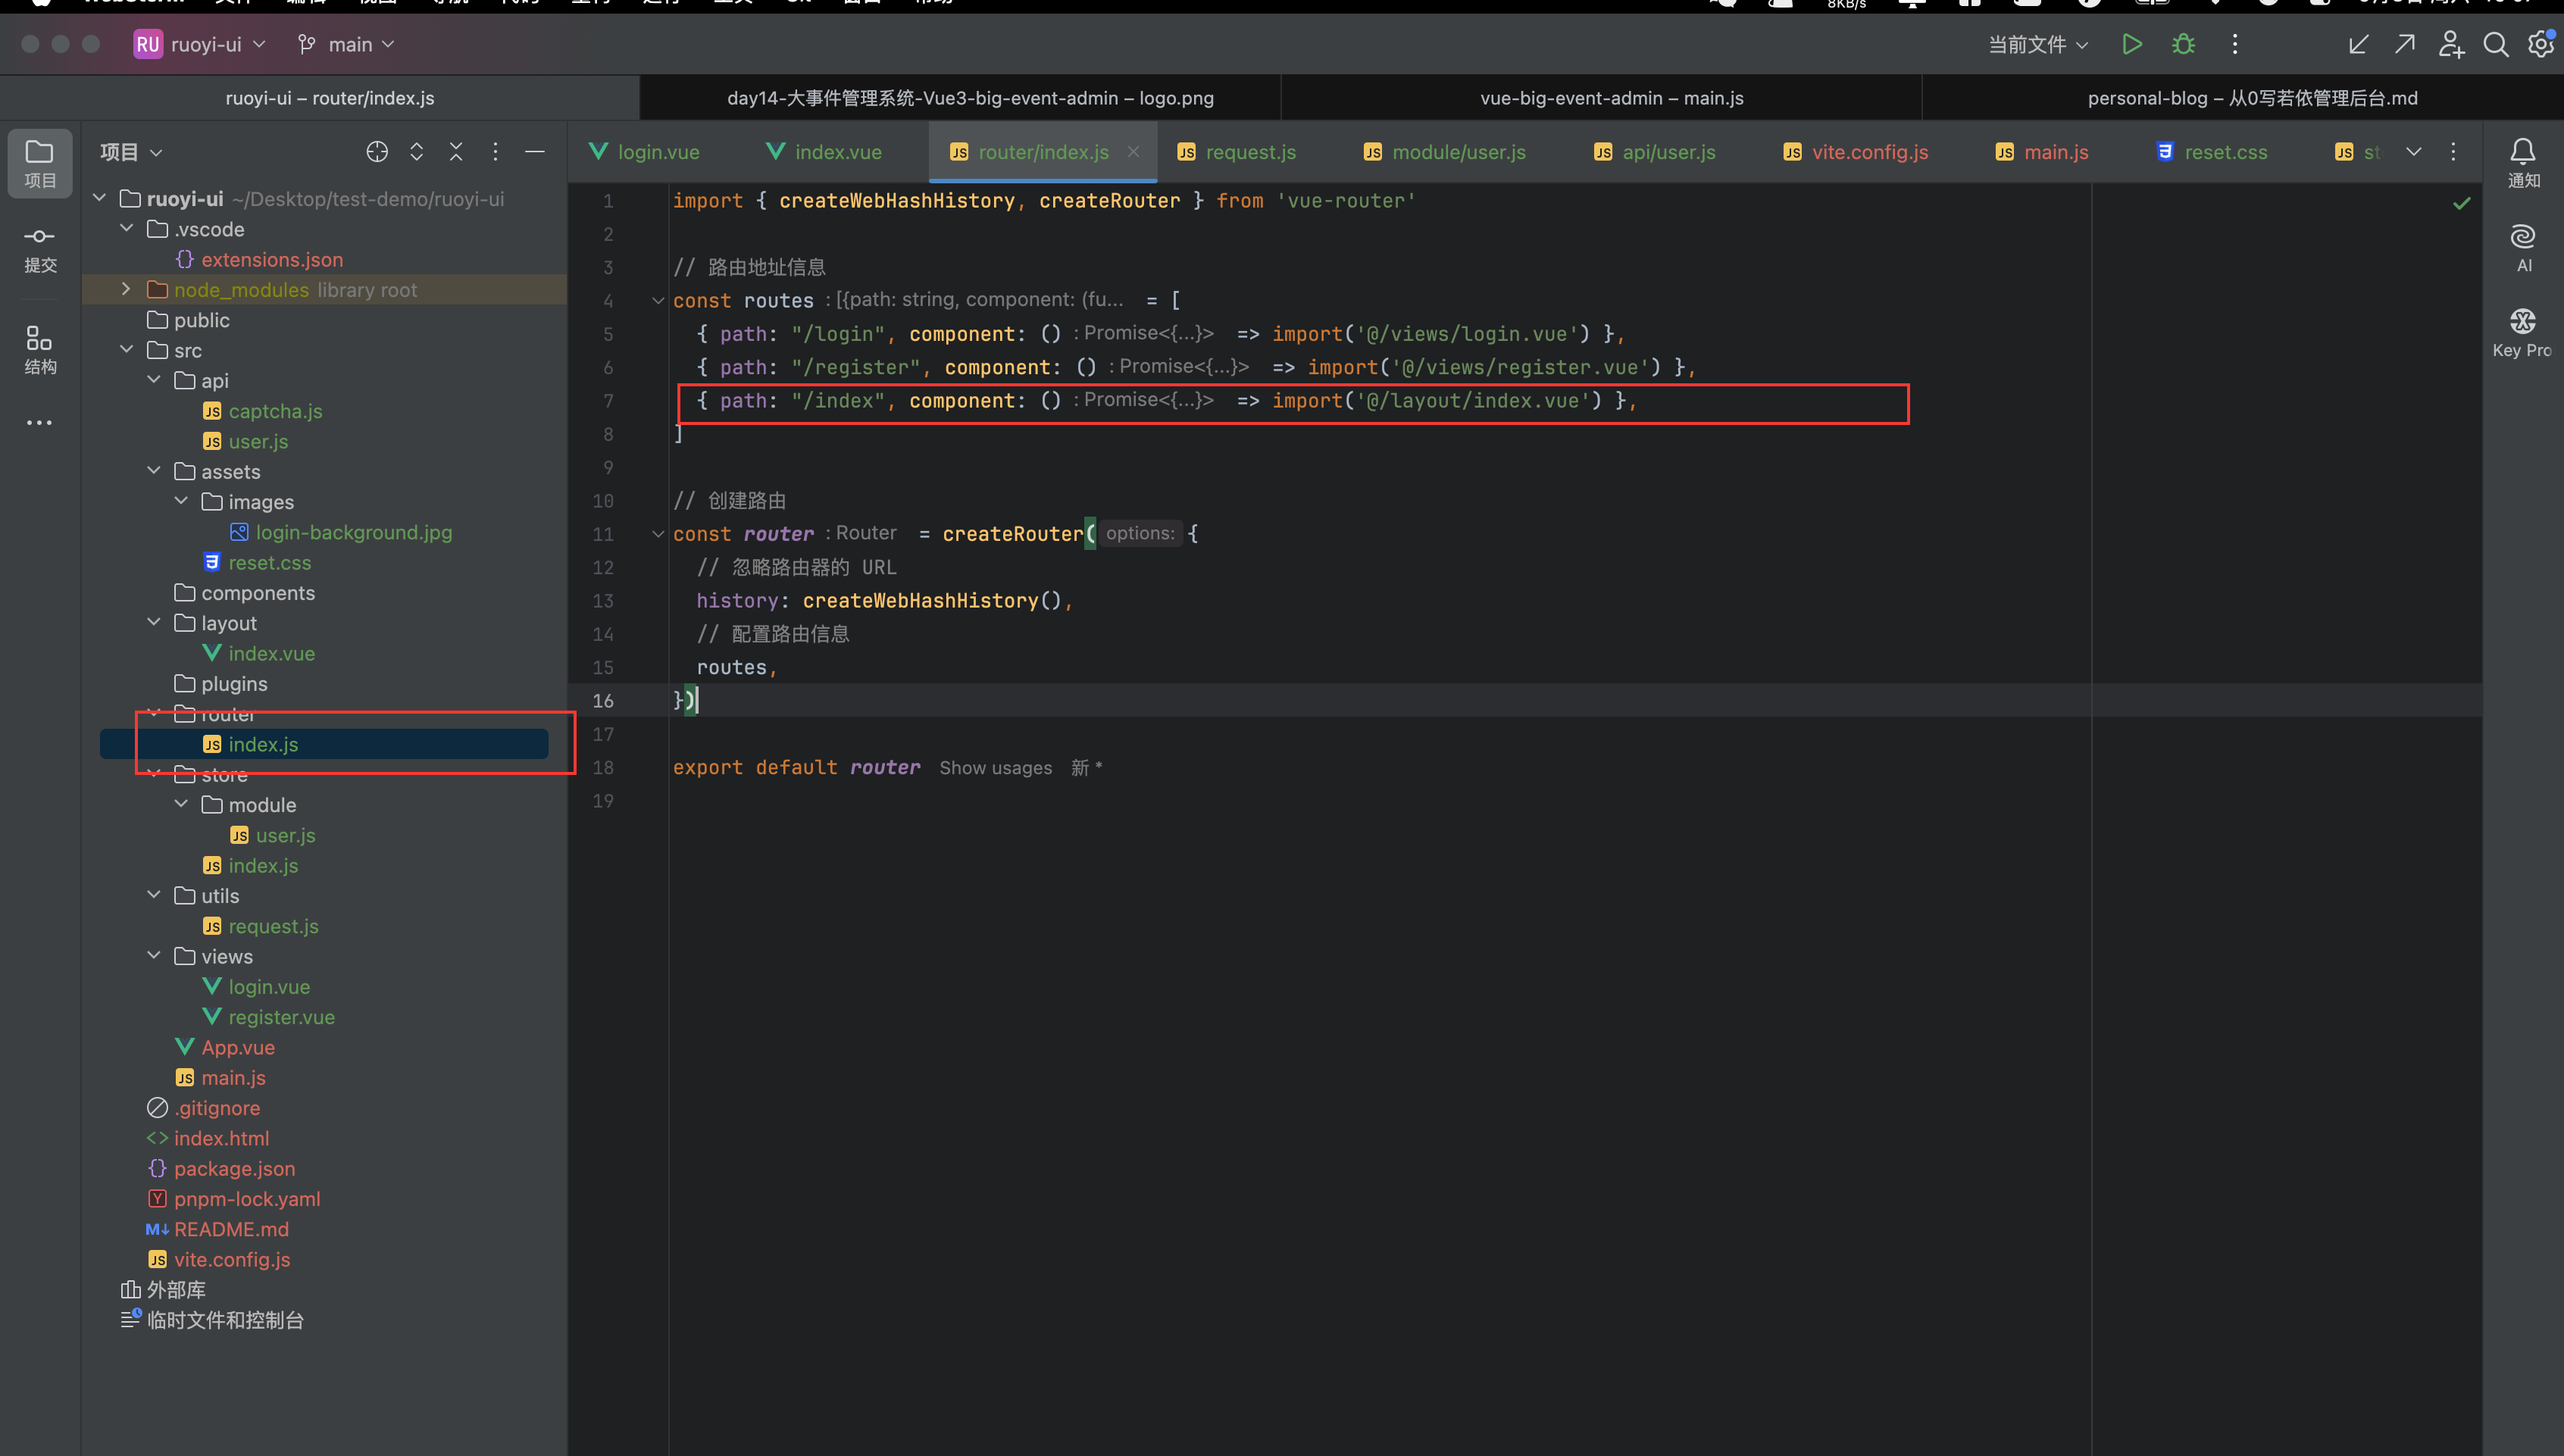 8KB/s
RU ruoyi-ui main 当前文件
ruoyi-ui – router/index.js
day14-大事件管理系统-Vue3-big-event-admin – logo.png
vue-big-event-admin – main.js
personal-blog – 从0写若依管理后台.md
项目
提交
结构
项目
ruoyi-ui ~/Desktop/test-demo/ruoyi-ui
.vscode
extensions.json
node_modules library root
public
src
api
captcha.js
user.js
assets
images
login-background.jpg
reset.css
components
layout
index.vue
plugins
router
index.js
store
module
user.js
index.js
utils
request.js
views
login.vue
register.vue
App.vue
main.js
.gitignore
index.html
package.json
pnpm-lock.yaml
README.md
vite.config.js
外部库
临时文件和控制台
login.vue
index.vue
router/index.js
request.js
module/user.js
api/user.js
vite.config.js
main.js
reset.css
st
1 import { createWebHashHistory, createRouter } from 'vue-router'
2
3 // 路由地址信息
4 const routes : [{path: string, component: (fu... = [
5 { path: "/login", component: () : Promise<{...}> => import('@/views/login.vue') },
6 { path: "/register", component: () : Promise<{...}> => import('@/views/register.vue') },
7 { path: "/index", component: () : Promise<{...}> => import('@/layout/index.vue') },
8 ]
9
10 // 创建路由
11 const router : Router = createRouter( options: {
12 // 忽略路由器的 URL
13 history: createWebHashHistory(),
14 // 配置路由信息
15 routes,
16 })
17
18 export default router Show usages 新 *
19
通知
AI
Key Pro